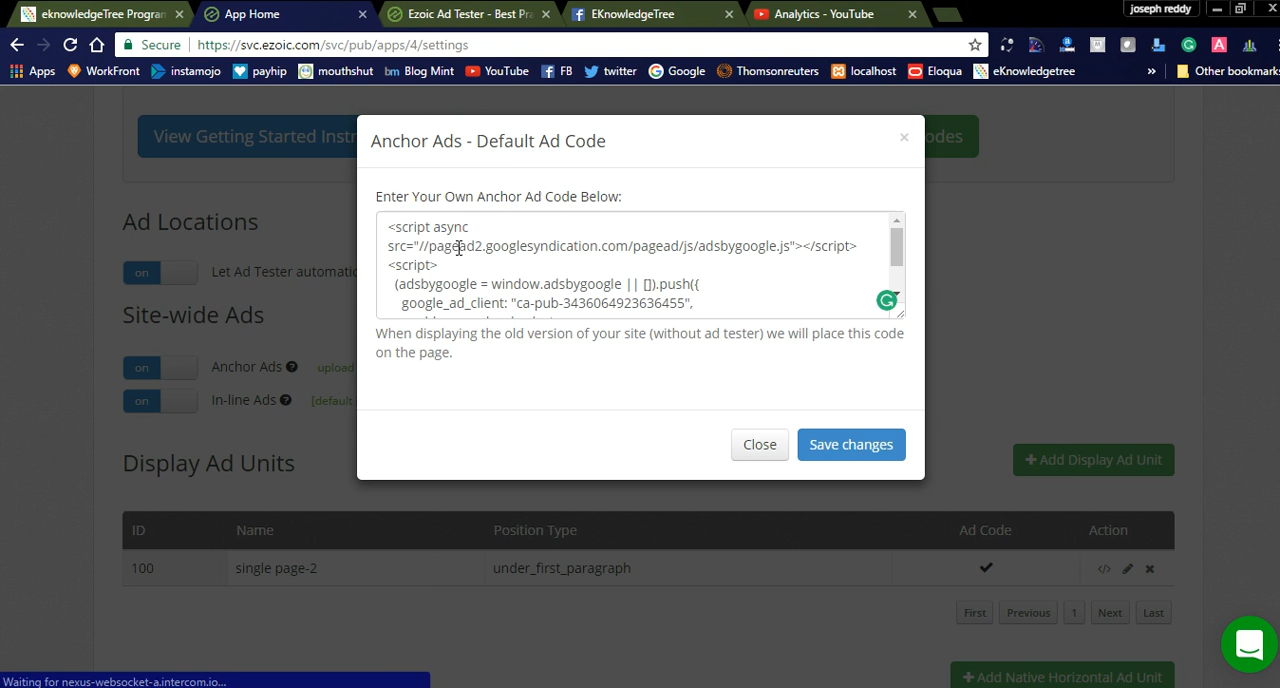 eknowledgeTree Program
App Home
Ezoic Ad Tester - Best Pra
EKnowledgeTree
Analytics - YouTube
joseph reddy
Secure
https://svc.ezoic.com/svc/pub/apps/4/settings
Apps
WorkFront
instamojo
payhip
mouthshut
bm Blog Mint
YouTube
FB
twitter
Google
Thomsonreuters
localhost
Eloqua
eKnowledgetree
»
Other bookmarks
View Getting Started Instr
odes
Anchor Ads - Default Ad Code
×
Enter Your Own Anchor Ad Code Below:
<script async
src="//pagead2.googlesyndication.com/pagead/js/adsbygoogle.js"></script>
<script>
(adsbygoogle = window.adsbygoogle || []).push({
google_ad_client: "ca-pub-3436064923636455",
When displaying the old version of your site (without ad tester) we will place this code
on the page.
Close
Save changes
Ad Locations
on
Let Ad Tester automatic
Site-wide Ads
on
Anchor Ads
upload
on
In-line Ads
[default
Display Ad Units
+ Add Display Ad Unit
ID
Name
Position Type
Ad Code
Action
100
single page-2
under_first_paragraph
First
Previous
1
Next
Last
+ Add Native Horizontal Ad Unit
Waiting for nexus-websocket-a.intercom.io...